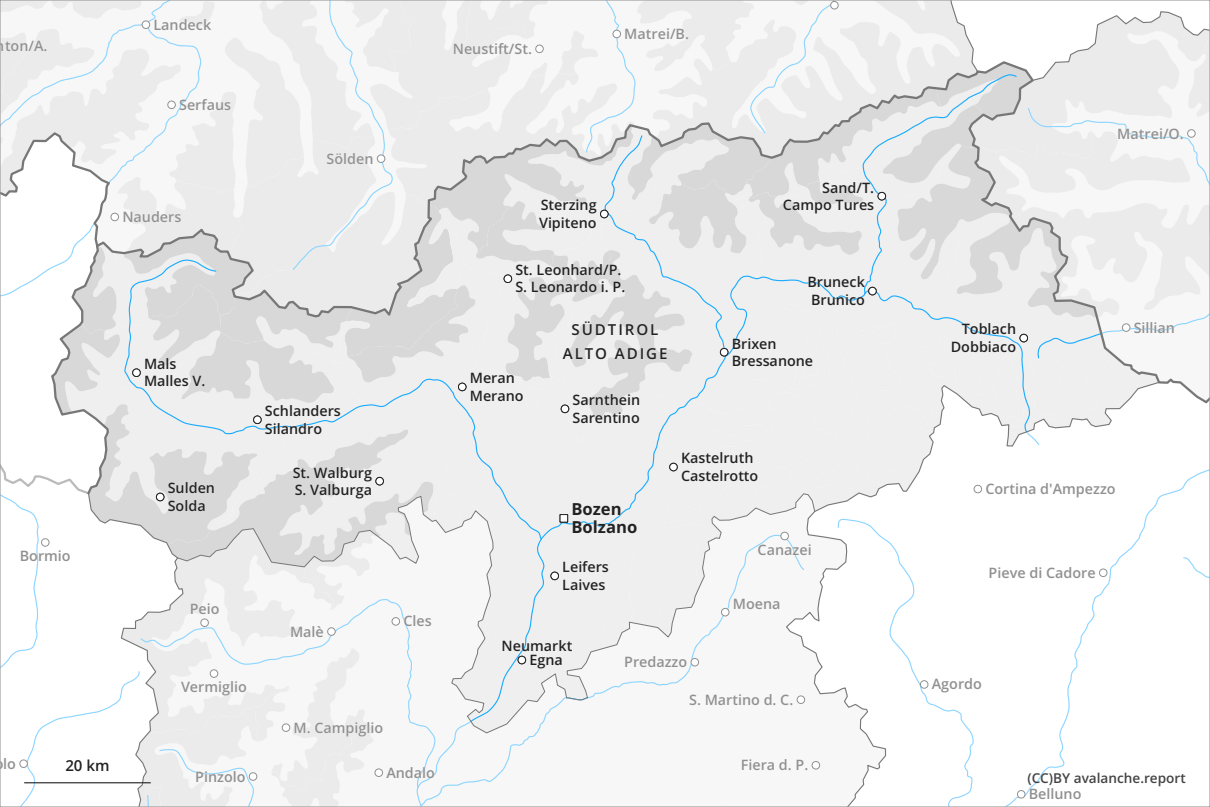 Landeck
Matrei/B.
nton/A.
Neustift/St.
Serfaus
Matrei/O.
Sölden
Sand/T.
Campo Tures
Nauders
Sterzing
Vipiteno
St. Leonhard/P.
S. Leonardo i. P.
Bruneck
Brunico
SÜDTIROL
ALTO ADIGE
Toblach
Dobbiaco
Sillian
Brixen
Bressanone
Mals
Malles V.
Meran
Merano
Schlanders
Silandro
Sarnthein
Sarentino
Kastelruth
Castelrotto
St. Walburg
S. Valburga
Sulden
Solda
Cortina d'Ampezzo
Bozen
Bolzano
Bormio
Canazei
Leifers
Laives
Pieve di Cadore
Peio
Moena
Malè
Cles
Neumarkt
Egna
Predazzo
Vermiglio
Agordo
S. Martino d. C.
M. Campiglio
olo
20 km
Pinzolo
Andalo
Fiera d. P.
(CC)BY avalanche.report
Belluno